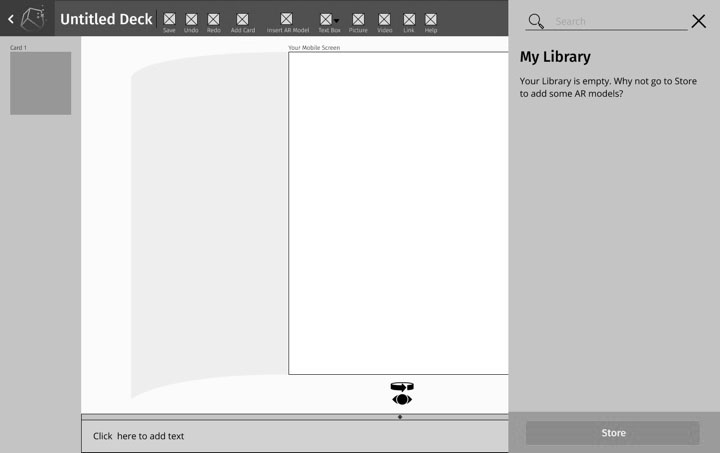 Untitled Deck
Save Undo Redo Add Card Insert AR Model Text Box Picture Video Link Help
Search
Card 1
Your Mobile Screen
My Library
Your Library is empty. Why not go to Store
to add some AR models?
Click here to add text
Store